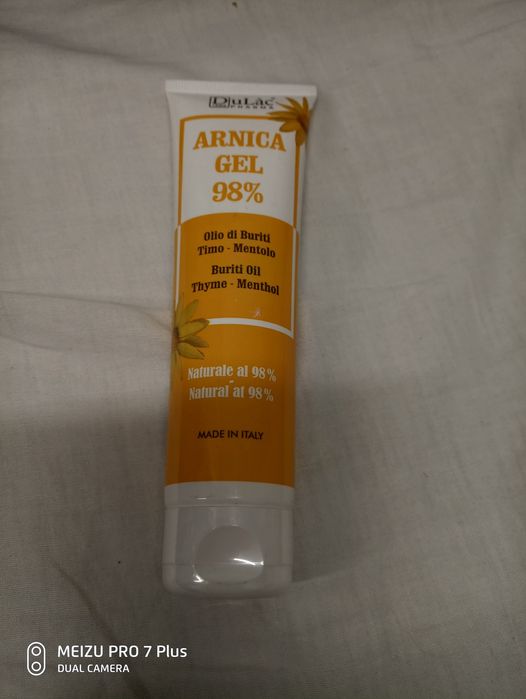 DuLàc
PHARMA
ARNICA
GEL
98%
Olio di Buriti
Timo - Mentolo
Buriti Oil
Thyme - Menthol
Naturale al 98%
-
Natural at 98%
MADE IN ITALY
MEIZU PRO 7 Plus
DUAL CAMERA